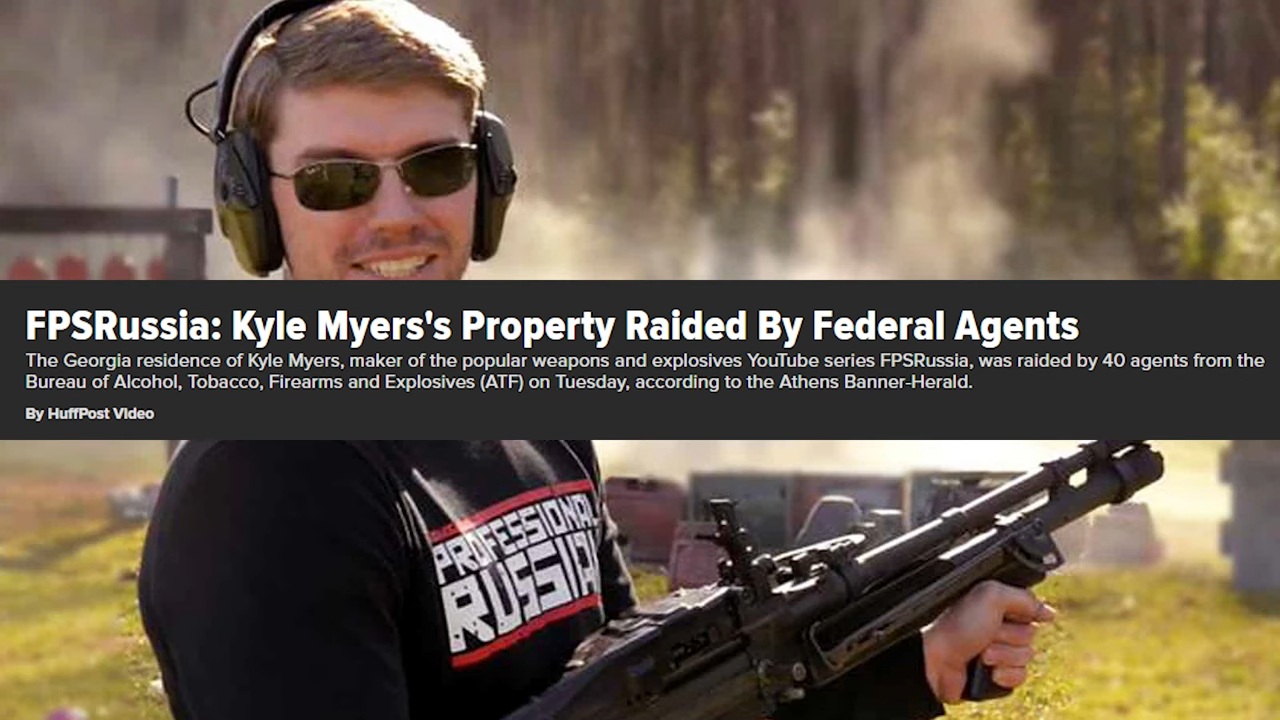 FPSRussia: Kyle Myers's Property Raided By Federal Agents
The Georgia residence of Kyle Myers, maker of the popular weapons and explosives YouTube series FPSRussia, was raided by 40 agents from the
Bureau of Alcohol, Tobacco, Firearms and Explosives (ATF) on Tuesday, according to the Athens Banner-Herald.
By HuffPost Video
PROFESSIONAL
RUSSIAN